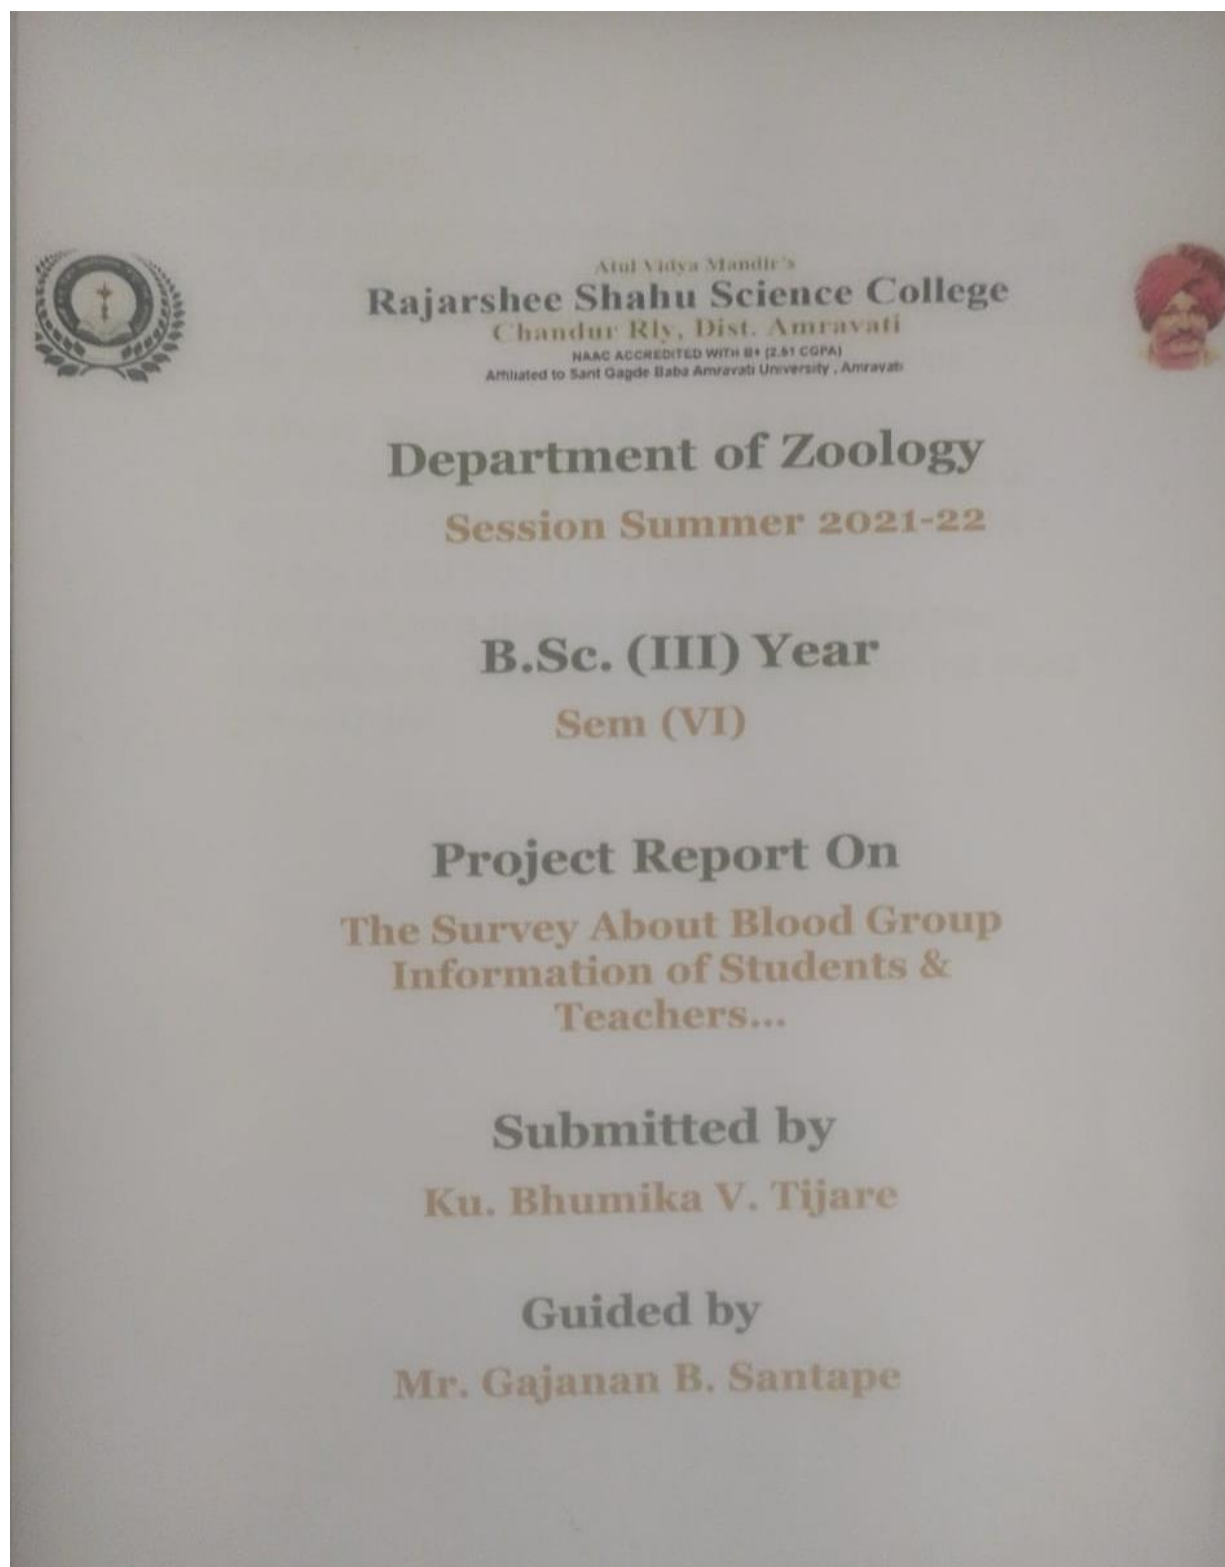 Atul Vidya Mandir's
Rajarshee Shahu Science College
Chandur Rly, Dist. Amravati
NAAC ACCREDITED WITH B+ (2.51 CGPA)
Affiliated to Sant Gagde Baba Amravati University , Amravati
Department of Zoology
Session Summer 2021-22
B.Sc. (III) Year
Sem (VI)
Project Report On
The Survey About Blood Group
Information of Students &
Teachers...
Submitted by
Ku. Bhumika V. Tijare
Guided by
Mr. Gajanan B. Santape